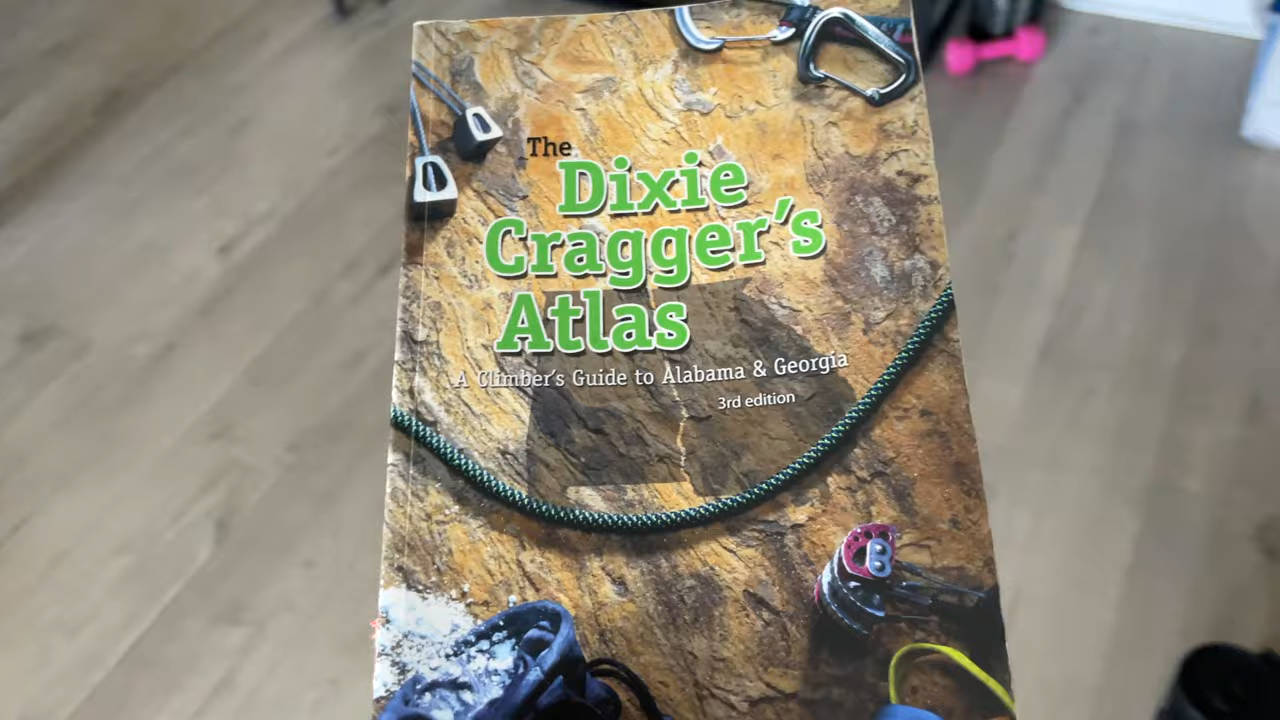 The
Dixie
Cragger's
Atlas
A Climber's Guide to Alabama & Georgia
3rd edition